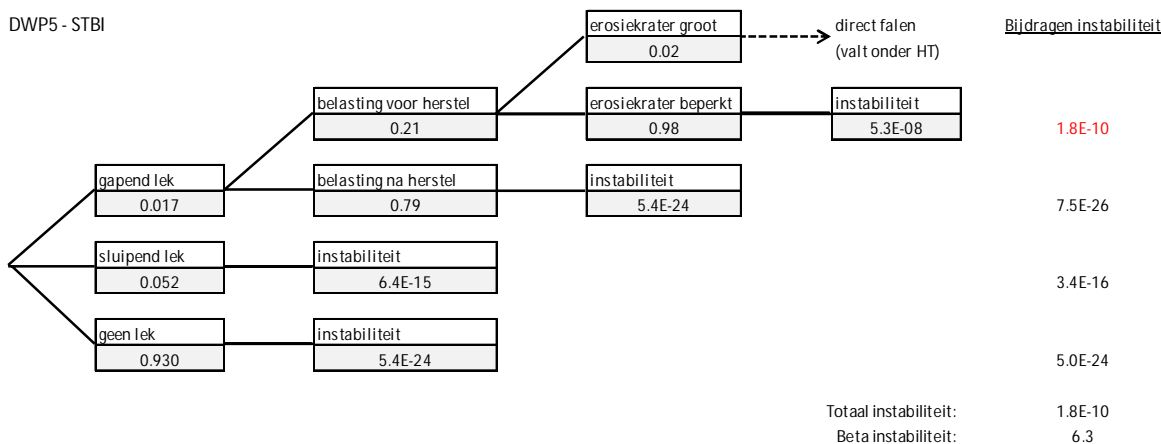 DWP5 - STBI
erosiekrater groot
0.02
direct falen
(valt onder HT)
Bijdragen instabiliteit
belasting voor herstel
0.21
erosiekrater beperkt
0.98
instabiliteit
5.3E-08
1.8E-10
gapend lek
0.017
belasting na herstel
0.79
instabiliteit
5.4E-24
7.5E-26
sluipend lek
0.052
instabiliteit
6.4E-15
3.4E-16
geen lek
0.930
instabiliteit
5.4E-24
5.0E-24
Totaal instabiliteit: 1.8E-10
Beta instabiliteit: 6.3